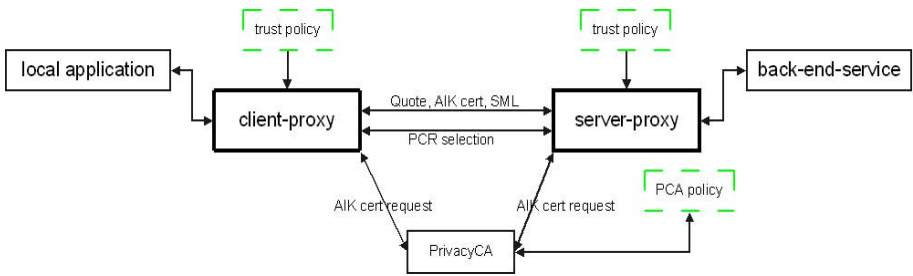 trust policy
trust policy
local application
back-end-service
client-proxy
Quote, AIK cert, SML
server-proxy
PCR selection
PCA policy
AIK cert request
AIK cert request
PrivacyCA